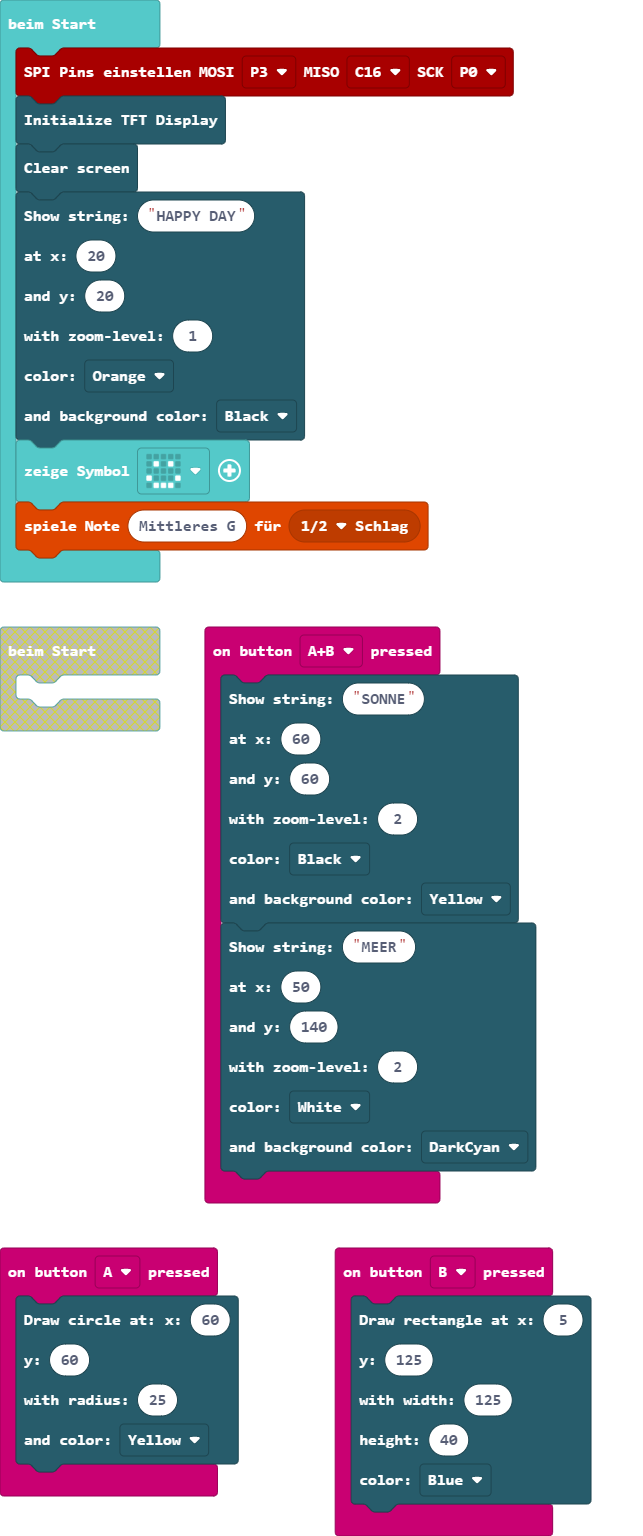 beim Start
SPI Pins einstellen MOSI P3 MISO C16 SCK P0
Initialize TFT Display
Clear screen
Show string: "HAPPY DAY"
at x: 20
and y: 20
with zoom-level: 1
color: Orange
and background color: Black
zeige Symbol
spiele Note Mittleres G für 1/2 Schlag
beim Start
on button A+B pressed
Show string: "SONNE"
at x: 60
and y: 60
with zoom-level: 2
color: Black
and background color: Yellow
Show string: "MEER"
at x: 50
and y: 140
with zoom-level: 2
color: White
and background color: DarkCyan
on button A pressed
Draw circle at: x: 60
y: 60
with radius: 25
and color: Yellow
on button B pressed
Draw rectangle at x: 5
y: 125
with width: 125
height: 40
color: Blue